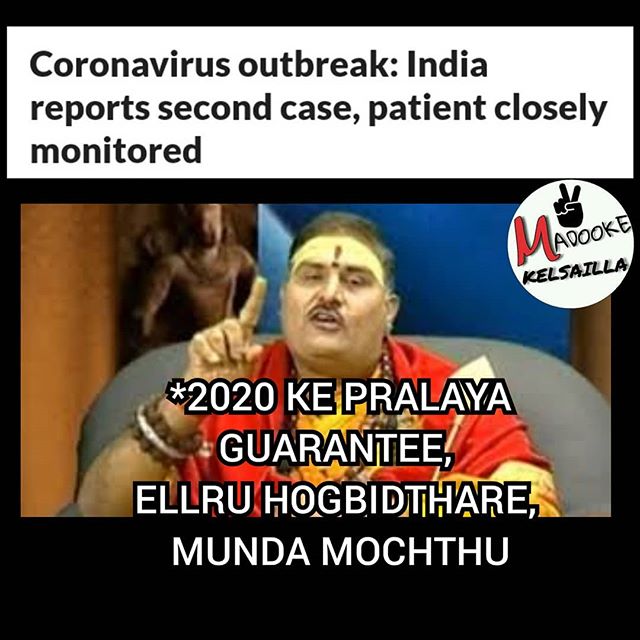 Coronavirus outbreak: India
reports second case, patient closely
monitored
MADOOKE
KELSAILLA
*2020 KE PRALAYA
GUARANTEE,
ELLRU HOGBIDTHARE,
MUNDA MOCHTHU